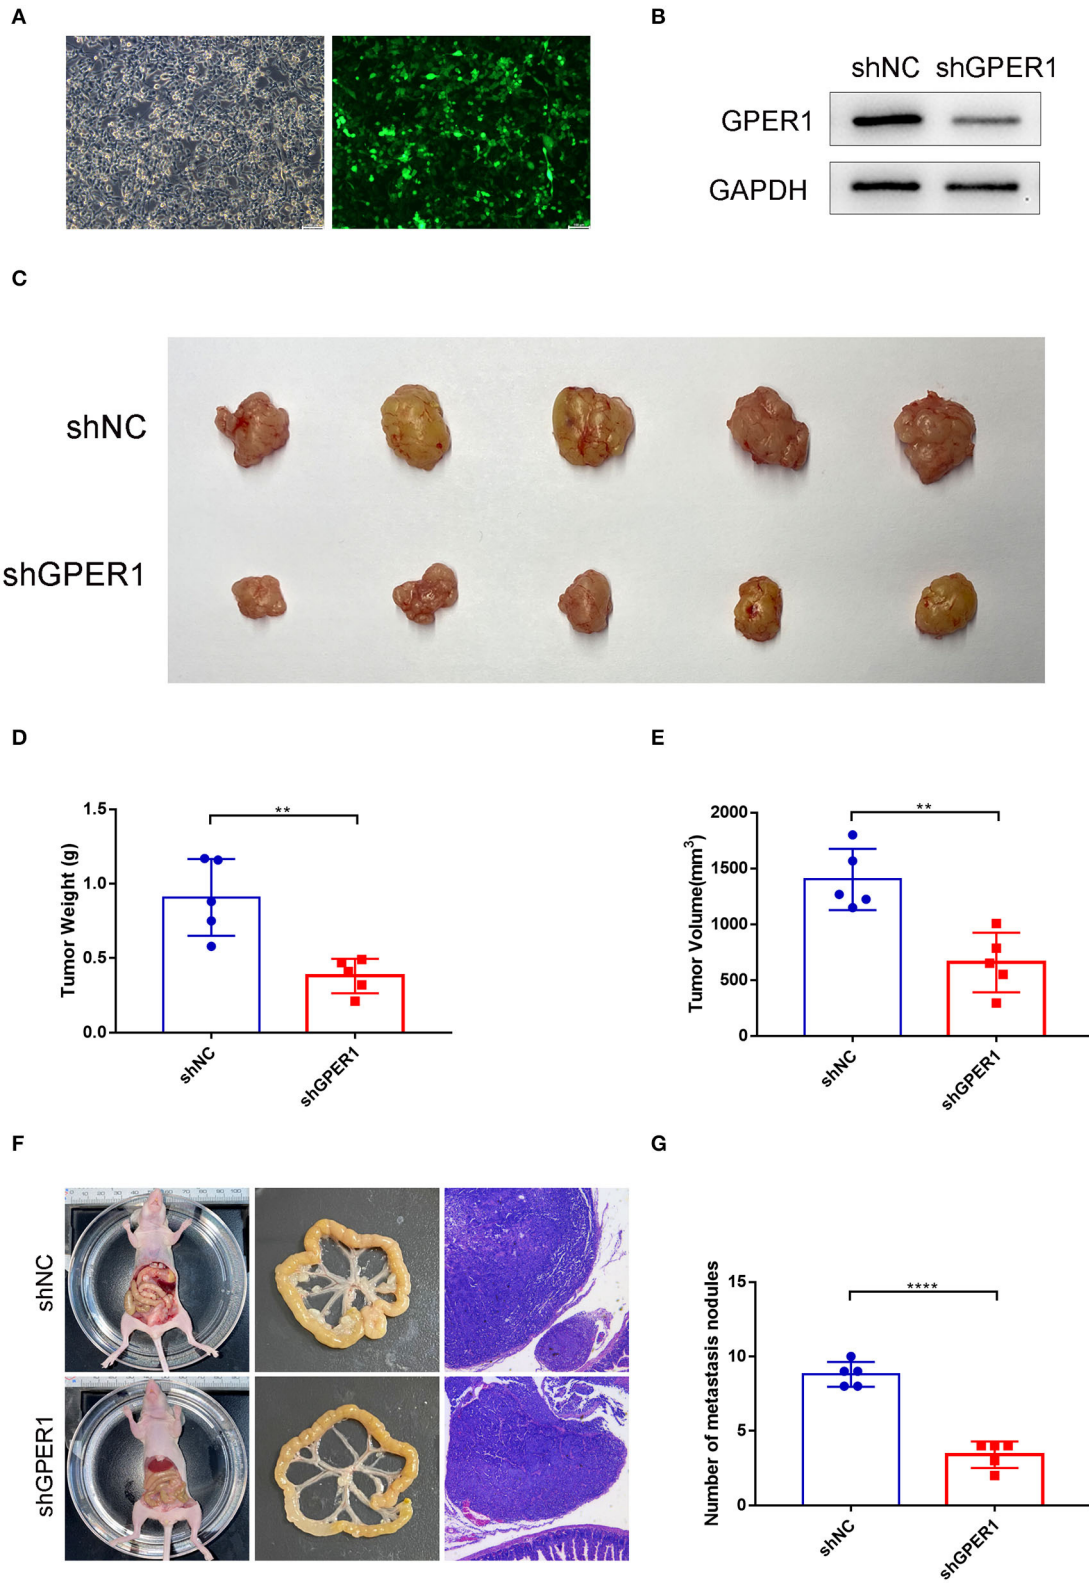 A
B
shNC shGPER1
GPER1
GAPDH
C
shNC
shGPER1
D
E
Tumor Weight (g)
1.5
1.0
0.5
0.0
**
shNC
shGPER1
Tumor Volume(mm³)
2000
1500
1000
500
0
**
shNC
shGPER1
F
G
shNC
shGPER1
Number of metastasis nodules
15
10
5
0
****
shNC
shGPER1